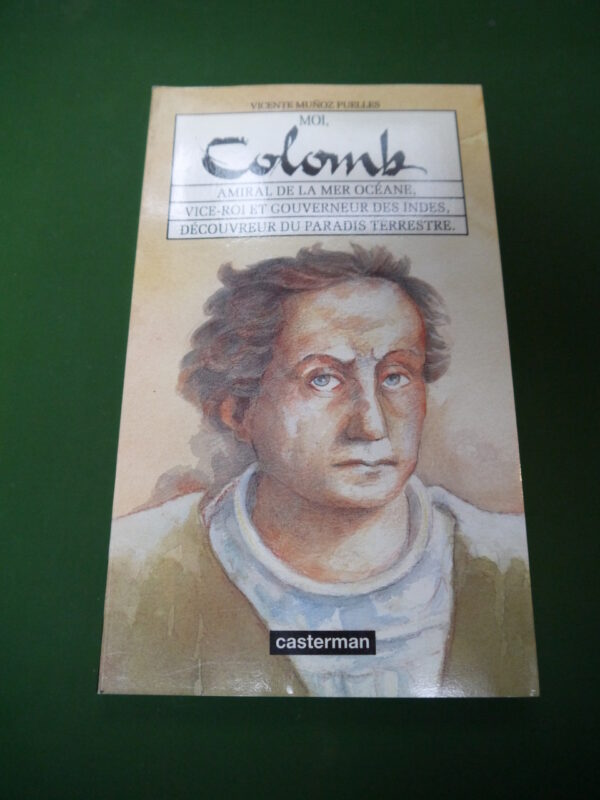 VICENTE MUÑOZ PUELLES
MOI,
Colomb
AMIRAL DE LA MER OCÉANE,
VICE-ROI ET GOUVERNEUR DES INDES,
DÉCOUVREUR DU PARADIS TERRESTRE.
casterman